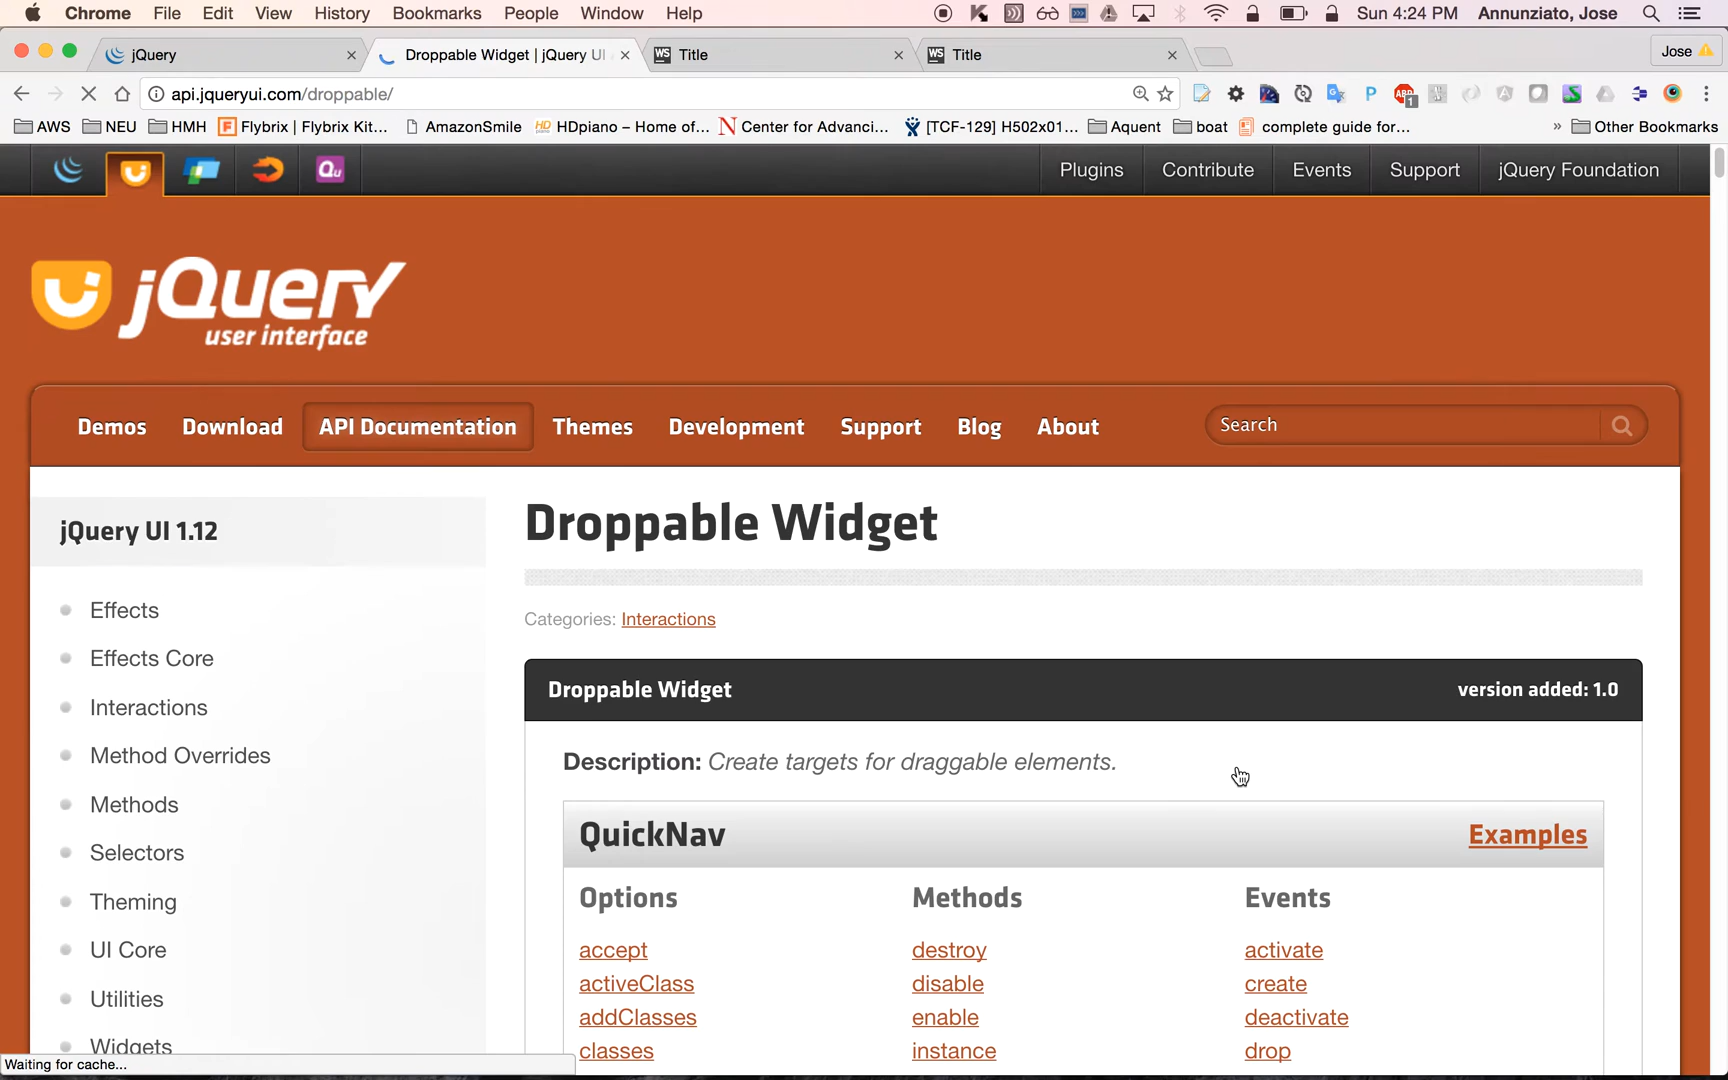 Chrome File Edit View History Bookmarks People Window Help Sun 4:24 PM Annunziato, Jose
jQuery Droppable Widget | jQuery UI Title Title Jose
api.jqueryui.com/droppable/
AWS NEU HMH Flybrix | Flybrix Kit... AmazonSmile HDpiano – Home of... Center for Advanci... [TCF-129] H502x01... Aquent boat complete guide for... » Other Bookmarks
Plugins Contribute Events Support jQuery Foundation
jQuery
user interface
Demos Download API Documentation Themes Development Support Blog About Search
jQuery UI 1.12
Effects
Effects Core
Interactions
Method Overrides
Methods
Selectors
Theming
UI Core
Utilities
Widgets
Droppable Widget
Categories: Interactions
Droppable Widget version added: 1.0
Description: Create targets for draggable elements.
QuickNav Examples
Options Methods Events
accept destroy activate
activeClass disable create
addClasses enable deactivate
classes instance drop
Waiting for cache...